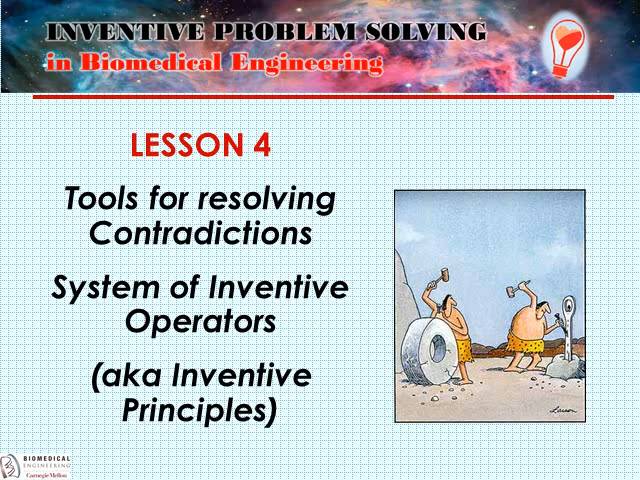 INVENTIVE PROBLEM SOLVING
in Biomedical Engineering
LESSON 4
Tools for resolving
Contradictions
System of Inventive
Operators
(aka Inventive
Principles)
Larson
BIOMEDICAL
ENGINEERING
Carnegie Mellon